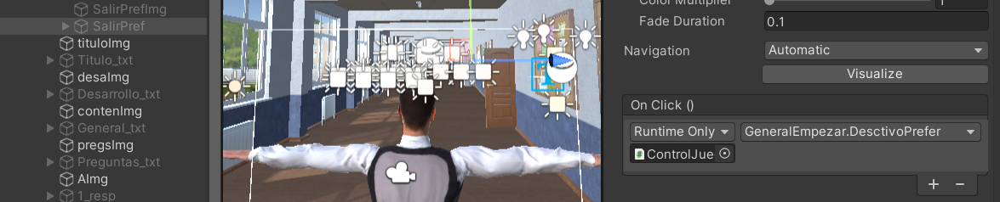 SalirPrefImg
SalirPref
tituloImg
Titulo_txt
desaImg
Desarrollo_txt
contenImg
General_txt
pregsImg
Preguntas_txt
AImg
1_resp
Color Multiplier
1
Fade Duration
0.1
Navigation
Automatic
Visualize
On Click ()
Runtime Only
GeneralEmpezar.DesctivoPrefer
ControlJue